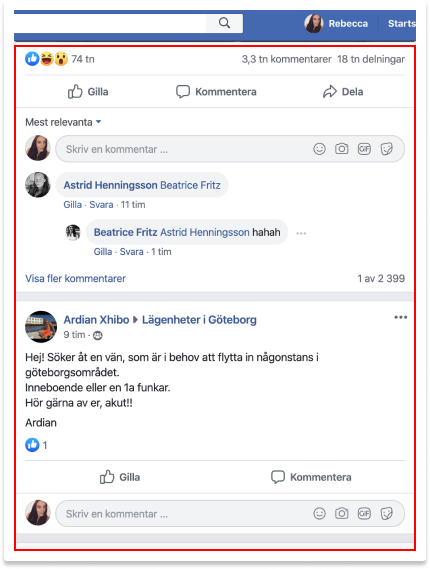 Rebecca
Starts
74 tn
3,3 tn kommentarer 18 tn delningar
Gilla
Kommentera
Dela
Mest relevanta
Skriv en kommentar ...
GIF
Astrid Henningsson Beatrice Fritz
Gilla · Svara · 11 tim
Beatrice Fritz Astrid Henningsson hahah
Gilla · Svara · 1 tim
Visa fler kommentarer
1 av 2 399
Ardian Xhibo Lägenheter i Göteborg
9 tim ·
Hej! Söker åt en vän, som är i behov att flytta in någonstans i
göteborgsområdet.
Inneboende eller en 1a funkar.
Hör gärna av er, akut!!
Ardian
1
Gilla
Kommentera
Skriv en kommentar ...
GIF